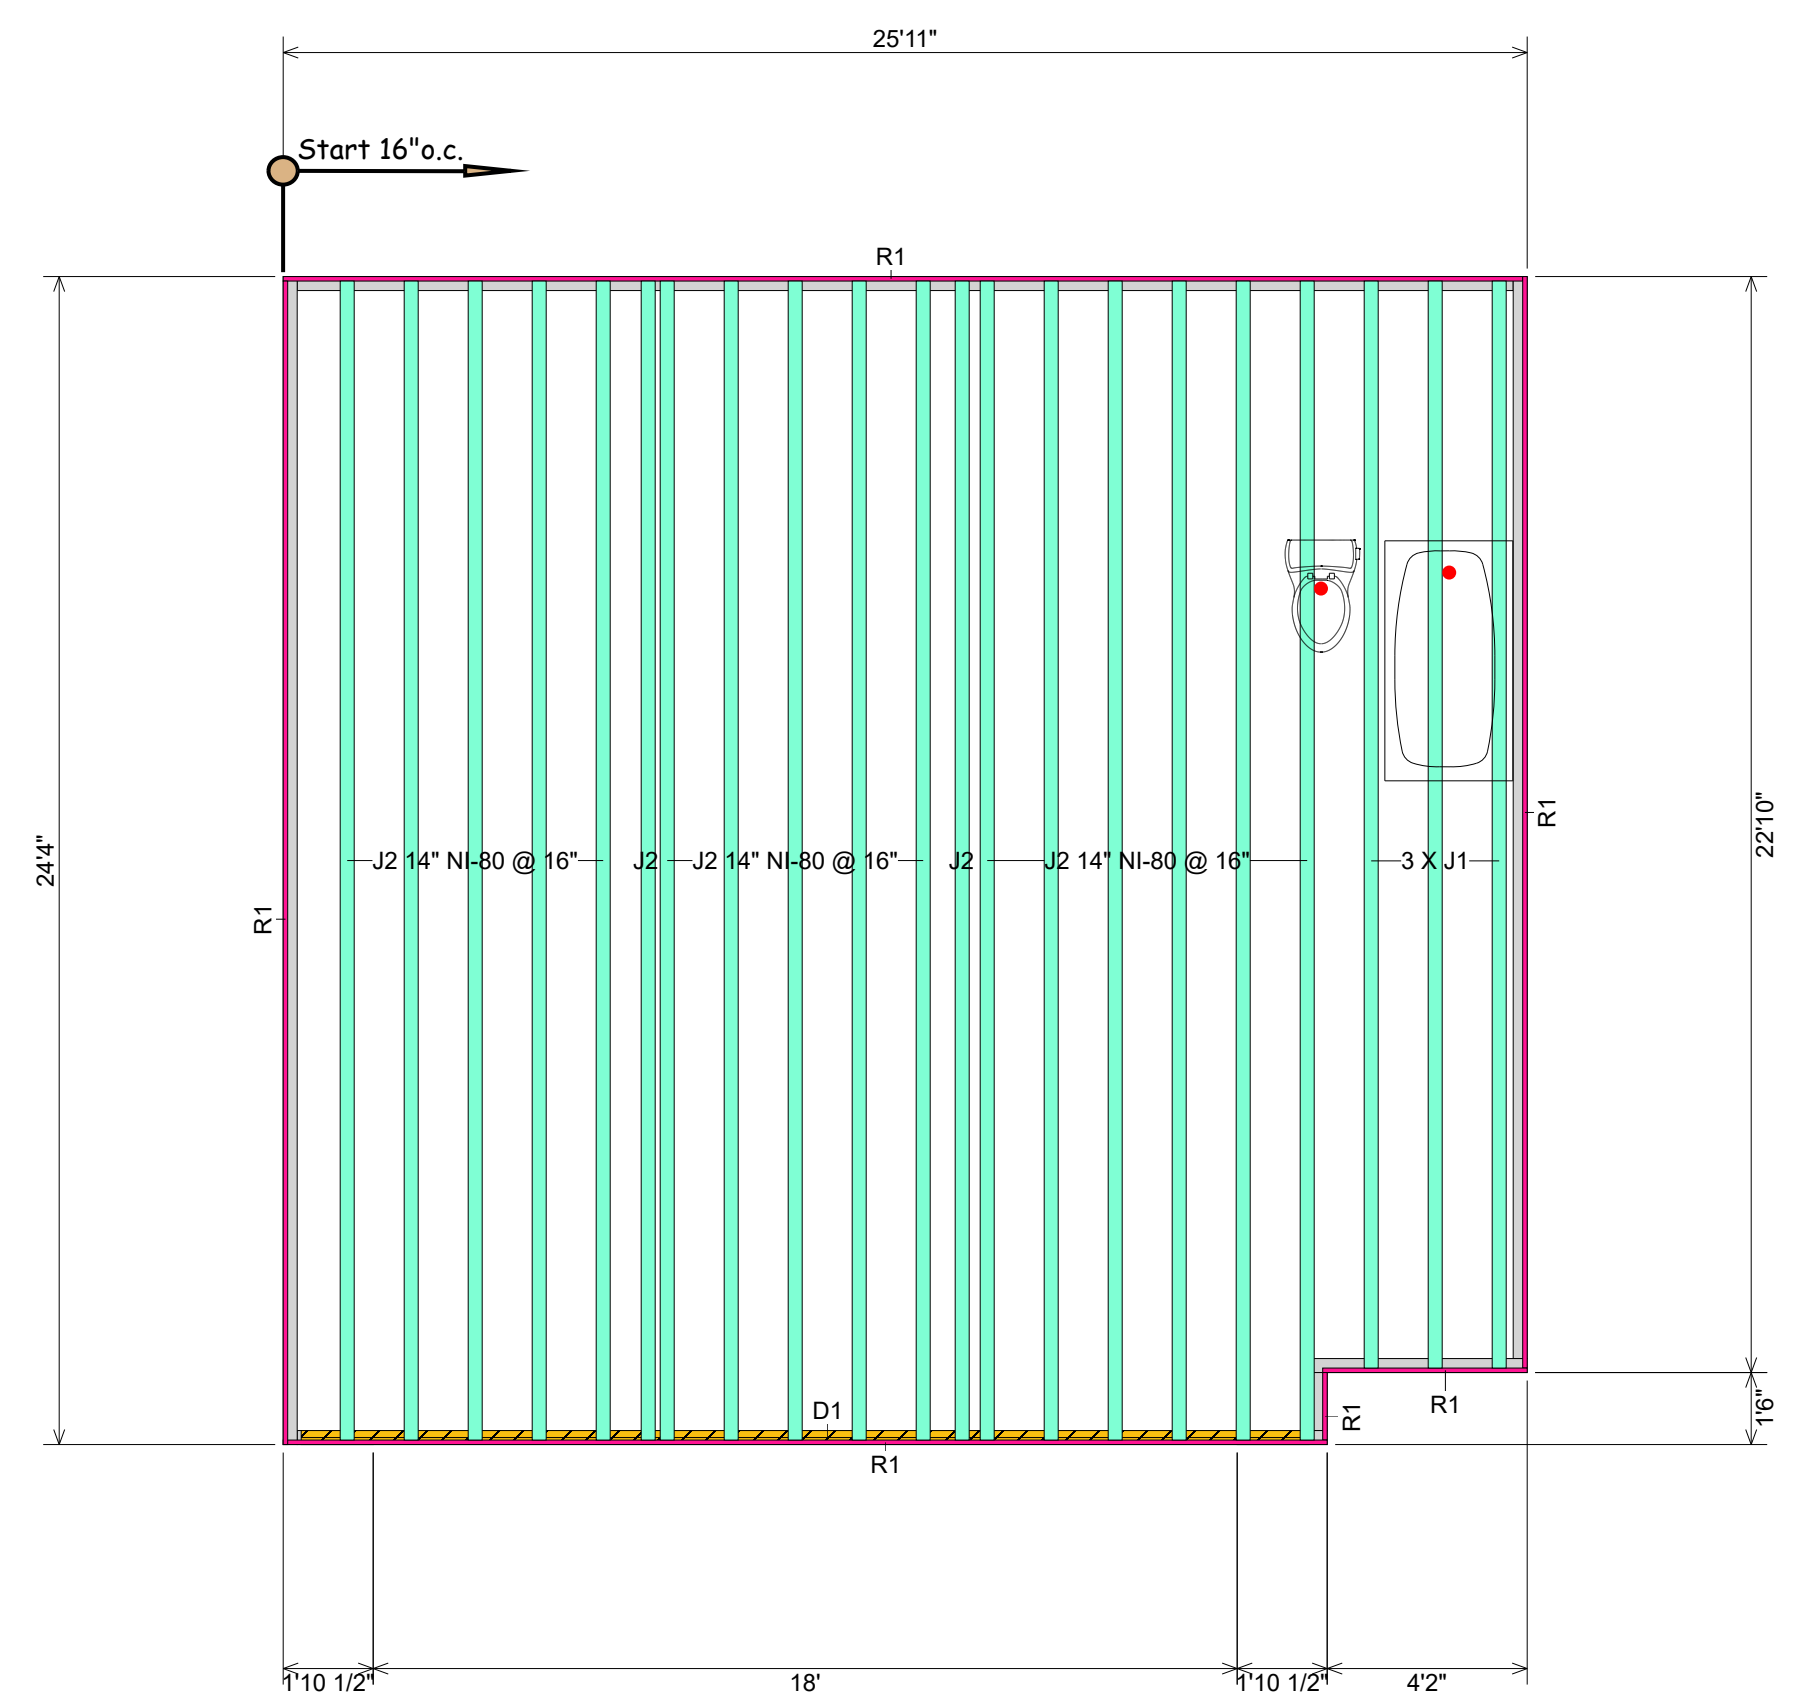 25'11"
Start 16"o.c.
R1
24'4"
22'10"
R1
J2 14" NI-80 @ 16"
J2
J2 14" NI-80 @ 16"
J2
J2 14" NI-80 @ 16"
3 X J1
R1
D1
R1
R1
R1
1'6"
1'10 1/2"
18'
1'10 1/2"
4'2"